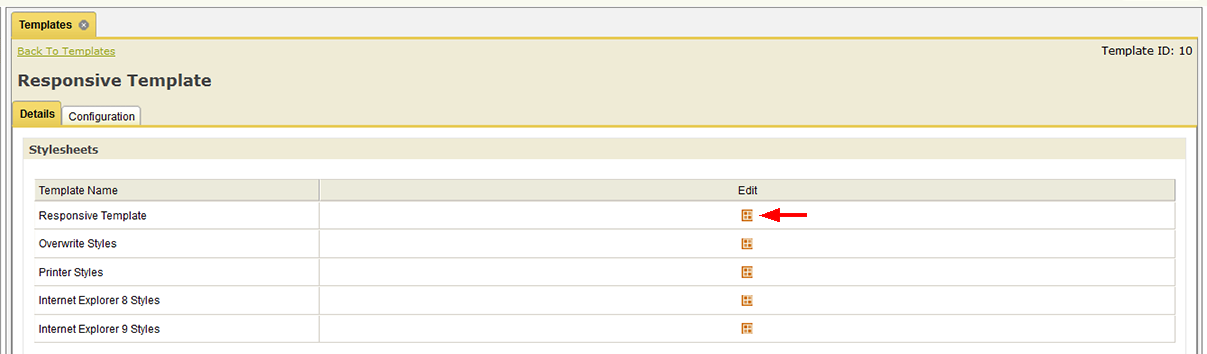 Templates
Back To Templates Template ID: 10
Responsive Template
Details Configuration
Stylesheets
Template Name Edit
Responsive Template
Overwrite Styles
Printer Styles
Internet Explorer 8 Styles
Internet Explorer 9 Styles